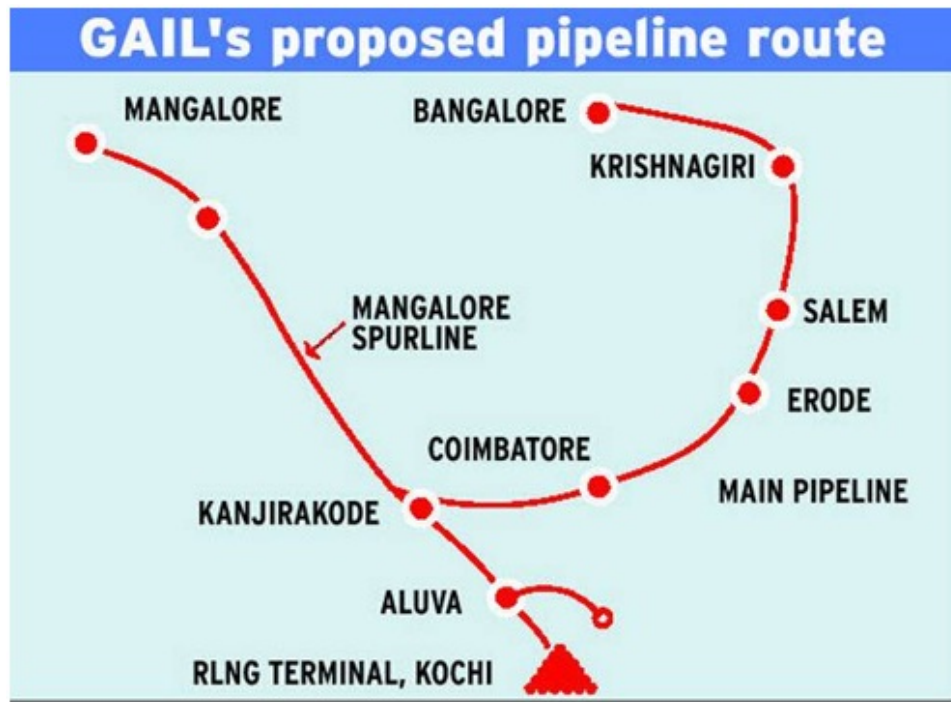 GAIL's proposed pipeline route
MANGALORE
BANGALORE
KRISHNAGIRI
MANGALORE
SPURLINE
SALEM
ERODE
COIMBATORE
MAIN PIPELINE
KANJIRAKODE
ALUVA
RLNG TERMINAL, KOCHI